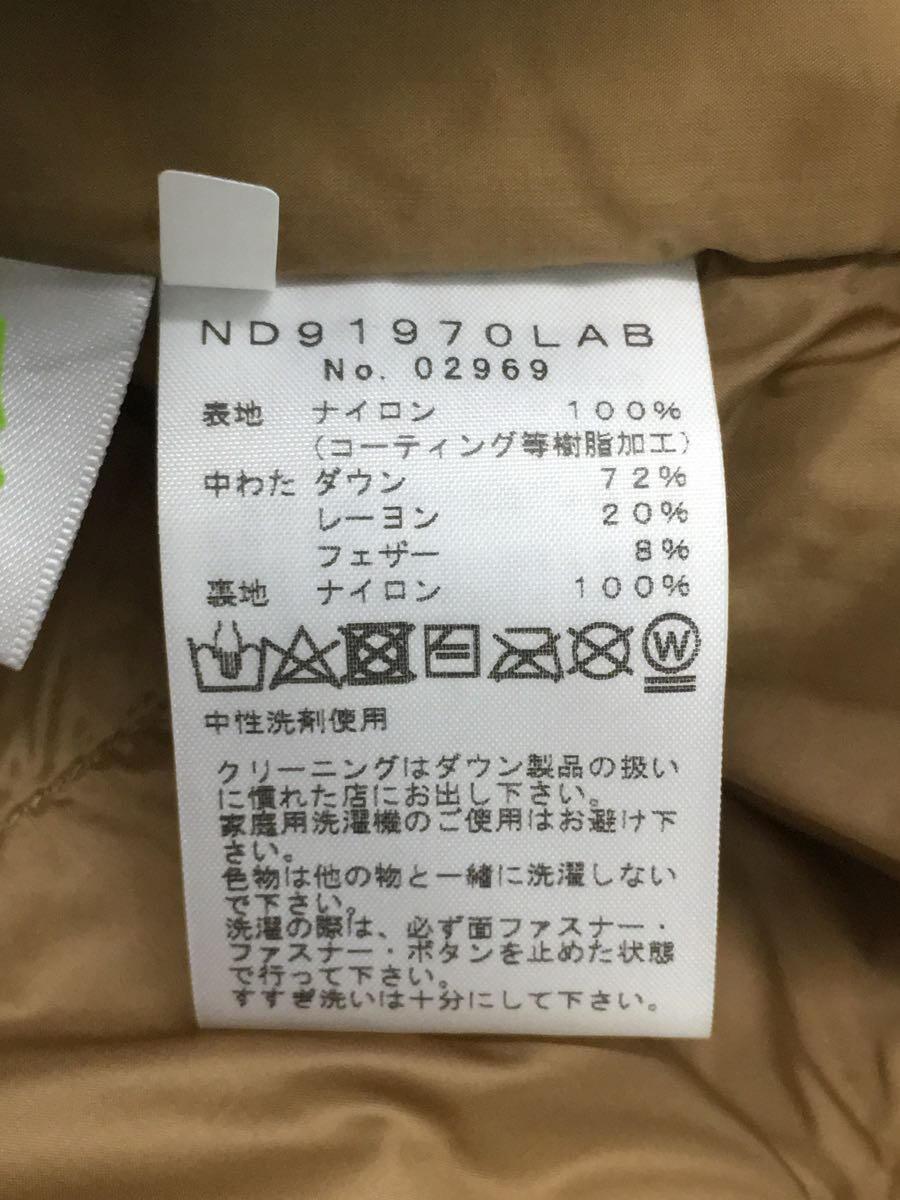 ND91970LAB
No. 02969
表地 ナイロン 100%
(コーティング等樹脂加工)
中わた ダウン 72%
レーヨン 20%
フェザー 8%
裏地 ナイロン 100%
W
中性洗剤使用
クリーニングはダウン製品の扱い
に慣れた店にお出し下さい。
家庭用洗濯機のご使用はお避け下
さい。
色物は他の物と一緒に洗濯しない
で下さい。
洗濯の際は、必ず面ファスナー・
ファスナー・ボタンを止めた状態
で行って下さい。
すすぎ洗いは十分にして下さい。